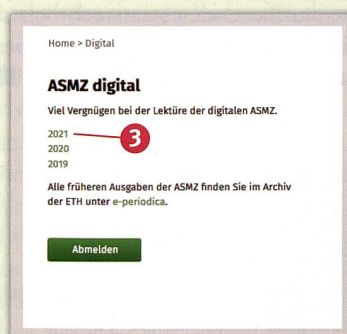 Home > Digital
ASMZ digital
Viel Vergnügen bei der Lektüre der digitalen ASMZ.
2021
3
2020
2019
Alle früheren Ausgaben der ASMZ finden Sie im Archiv
der ETH unter e-periodica.
Abmelden